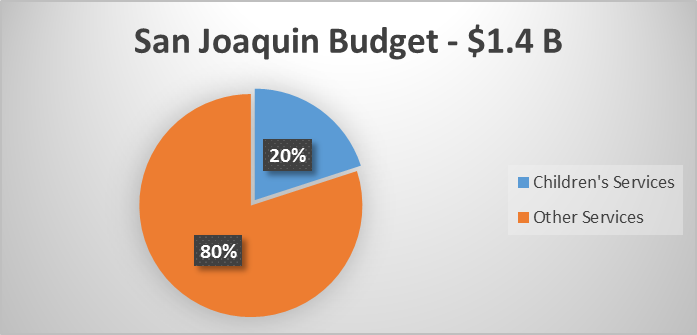 San Joaquin Budget - $1.4 B
20%
80%
Children's Services
Other Services